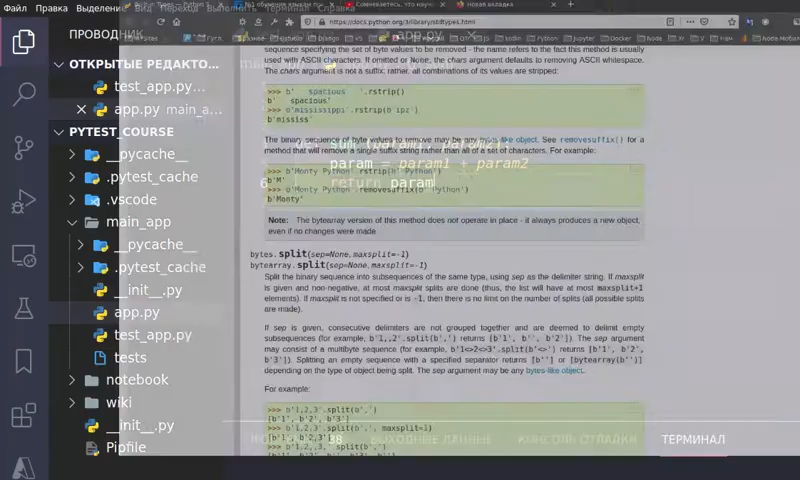 Файл Правка Выделение Вид Переход Выполнить Терминал Справка
https://docs.python.org/3/library/stdtypes.html
ПРОВОДНИК
app.py
ОТКРЫТЫЕ РЕДАКТО...
test_app.py...
app.py main_a...
PYTEST_COURSE
__pycache__
.pytest_cache
.vscode
main_app
__pycache__
.pytest_cache
__init__.py
app.py
test_app.py
tests
notebook
wiki
__init__.py
Pipfile
sequence specifying the set of byte values to be removed - the name refers to the fact this method is usually
used with ASCII characters. If omitted or None, the chars argument defaults to removing ASCII whitespace.
The chars argument is not a suffix rather, all combinations of its values are stripped:
>>> b'   spacious   '.rstrip()
b'   spacious'
>>> b'mississippi'.rstrip(b'ipz')
b'mississ'
The binary sequence of byte values to remove may be any bytes-like object. See removesuffix() for a
method that will remove a single suffix string rather than all of a set of characters. For example:
param = param1 + param2
>>> b'Monty Python'.rstrip(b' Python')
b'M'
6 return param
>>> b'Monty Python'.removesuffix(b' Python')
b'Monty'
Note: The bytearray version of this method does not operate in place - it always produces a new object,
even if no changes were made.
bytes.split(sep=None, maxsplit=-1)
bytearray.split(sep=None, maxsplit=-1)
Split the binary sequence into subsequences of the same type, using sep as the delimiter string. If maxsplit
is given and non-negative, at most maxsplit splits are done (thus, the list will have at most maxsplit+1
elements). If maxsplit is not specified or is -1, then there is no limit on the number of splits (all possible
splits are made).
If sep is given, consecutive delimiters are not grouped together and are deemed to delimit empty
subsequences (for example, b'1,,2'.split(b',') returns [b'1', b'', b'2']). The sep argument
may consist of a multibyte sequence (for example, b'1<>2<>3'.split(b'<>') returns [b'1', b'2',
b'3']). Splitting an empty sequence with a specified separator returns [b''] or [bytearray(b'')]
depending on the type of object being split. The sep argument may be any bytes-like object.
For example:
>>> b'1,2,3'.split(b',')
[b'1', b'2', b'3']
>>> b'1,2,3'.split(b',', maxsplit=1)
[b'1', b'2,3']
>>> b'1,2,,3,'.split(b',')
38 ВЫХОДНЫЕ ДАННЫЕ КОНСОЛЬ ОТЛАДКИ ТЕРМИНАЛ